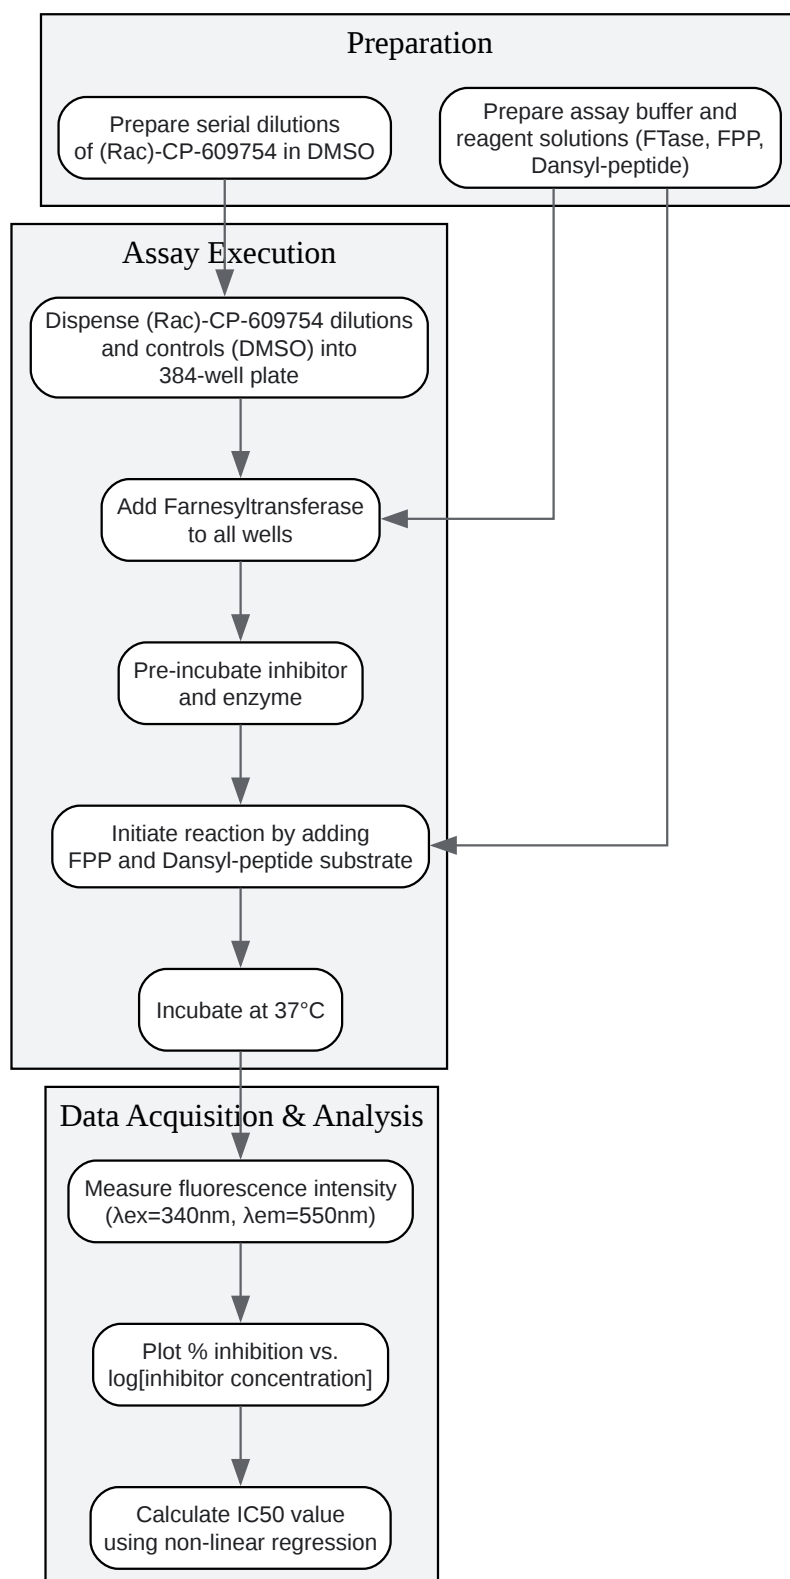 Preparation
Prepare serial dilutions
of (Rac)-CP-609754 in DMSO
Prepare assay buffer and
reagent solutions (FTase, FPP,
Dansyl-peptide)
Assay Execution
Dispense (Rac)-CP-609754 dilutions
and controls (DMSO) into
384-well plate
Add Farnesyltransferase
to all wells
Pre-incubate inhibitor
and enzyme
Initiate reaction by adding
FPP and Dansyl-peptide substrate
Incubate at 37°C
Data Acquisition & Analysis
Measure fluorescence intensity
(λex=340nm, λem=550nm)
Plot % inhibition vs.
log[inhibitor concentration]
Calculate IC50 value
using non-linear regression